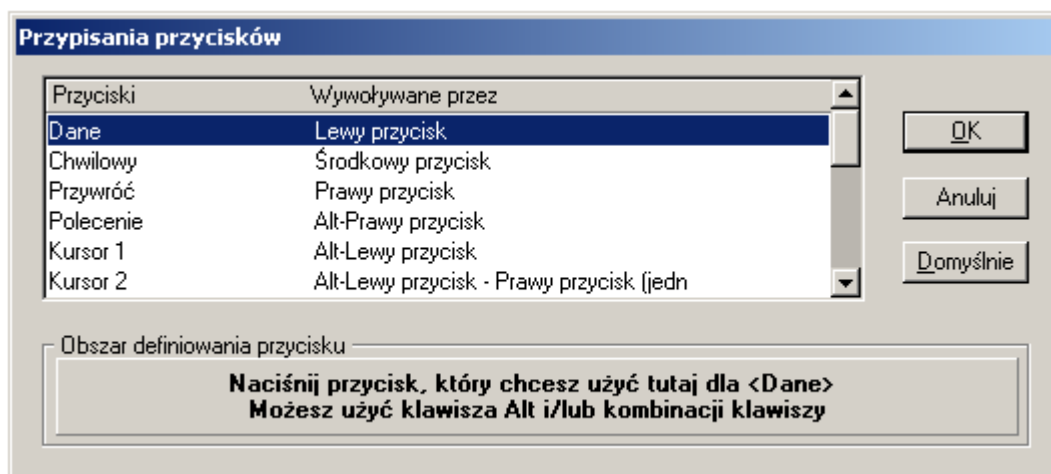 Przypisania przycisków
Przyciski Wywoływane przez
Dane Lewy przycisk
Chwilowy Środkowy przycisk
Przywróć Prawy przycisk
Polecenie Alt-Prawy przycisk
Kursor 1 Alt-Lewy przycisk
Kursor 2 Alt-Lewy przycisk - Prawy przycisk (jedn
OK
Anuluj
Domyślnie
Obszar definiowania przycisku
Naciśnij przycisk, który chcesz użyć tutaj dla <Dane>
Możesz użyć klawisza Alt i/lub kombinacji klawiszy